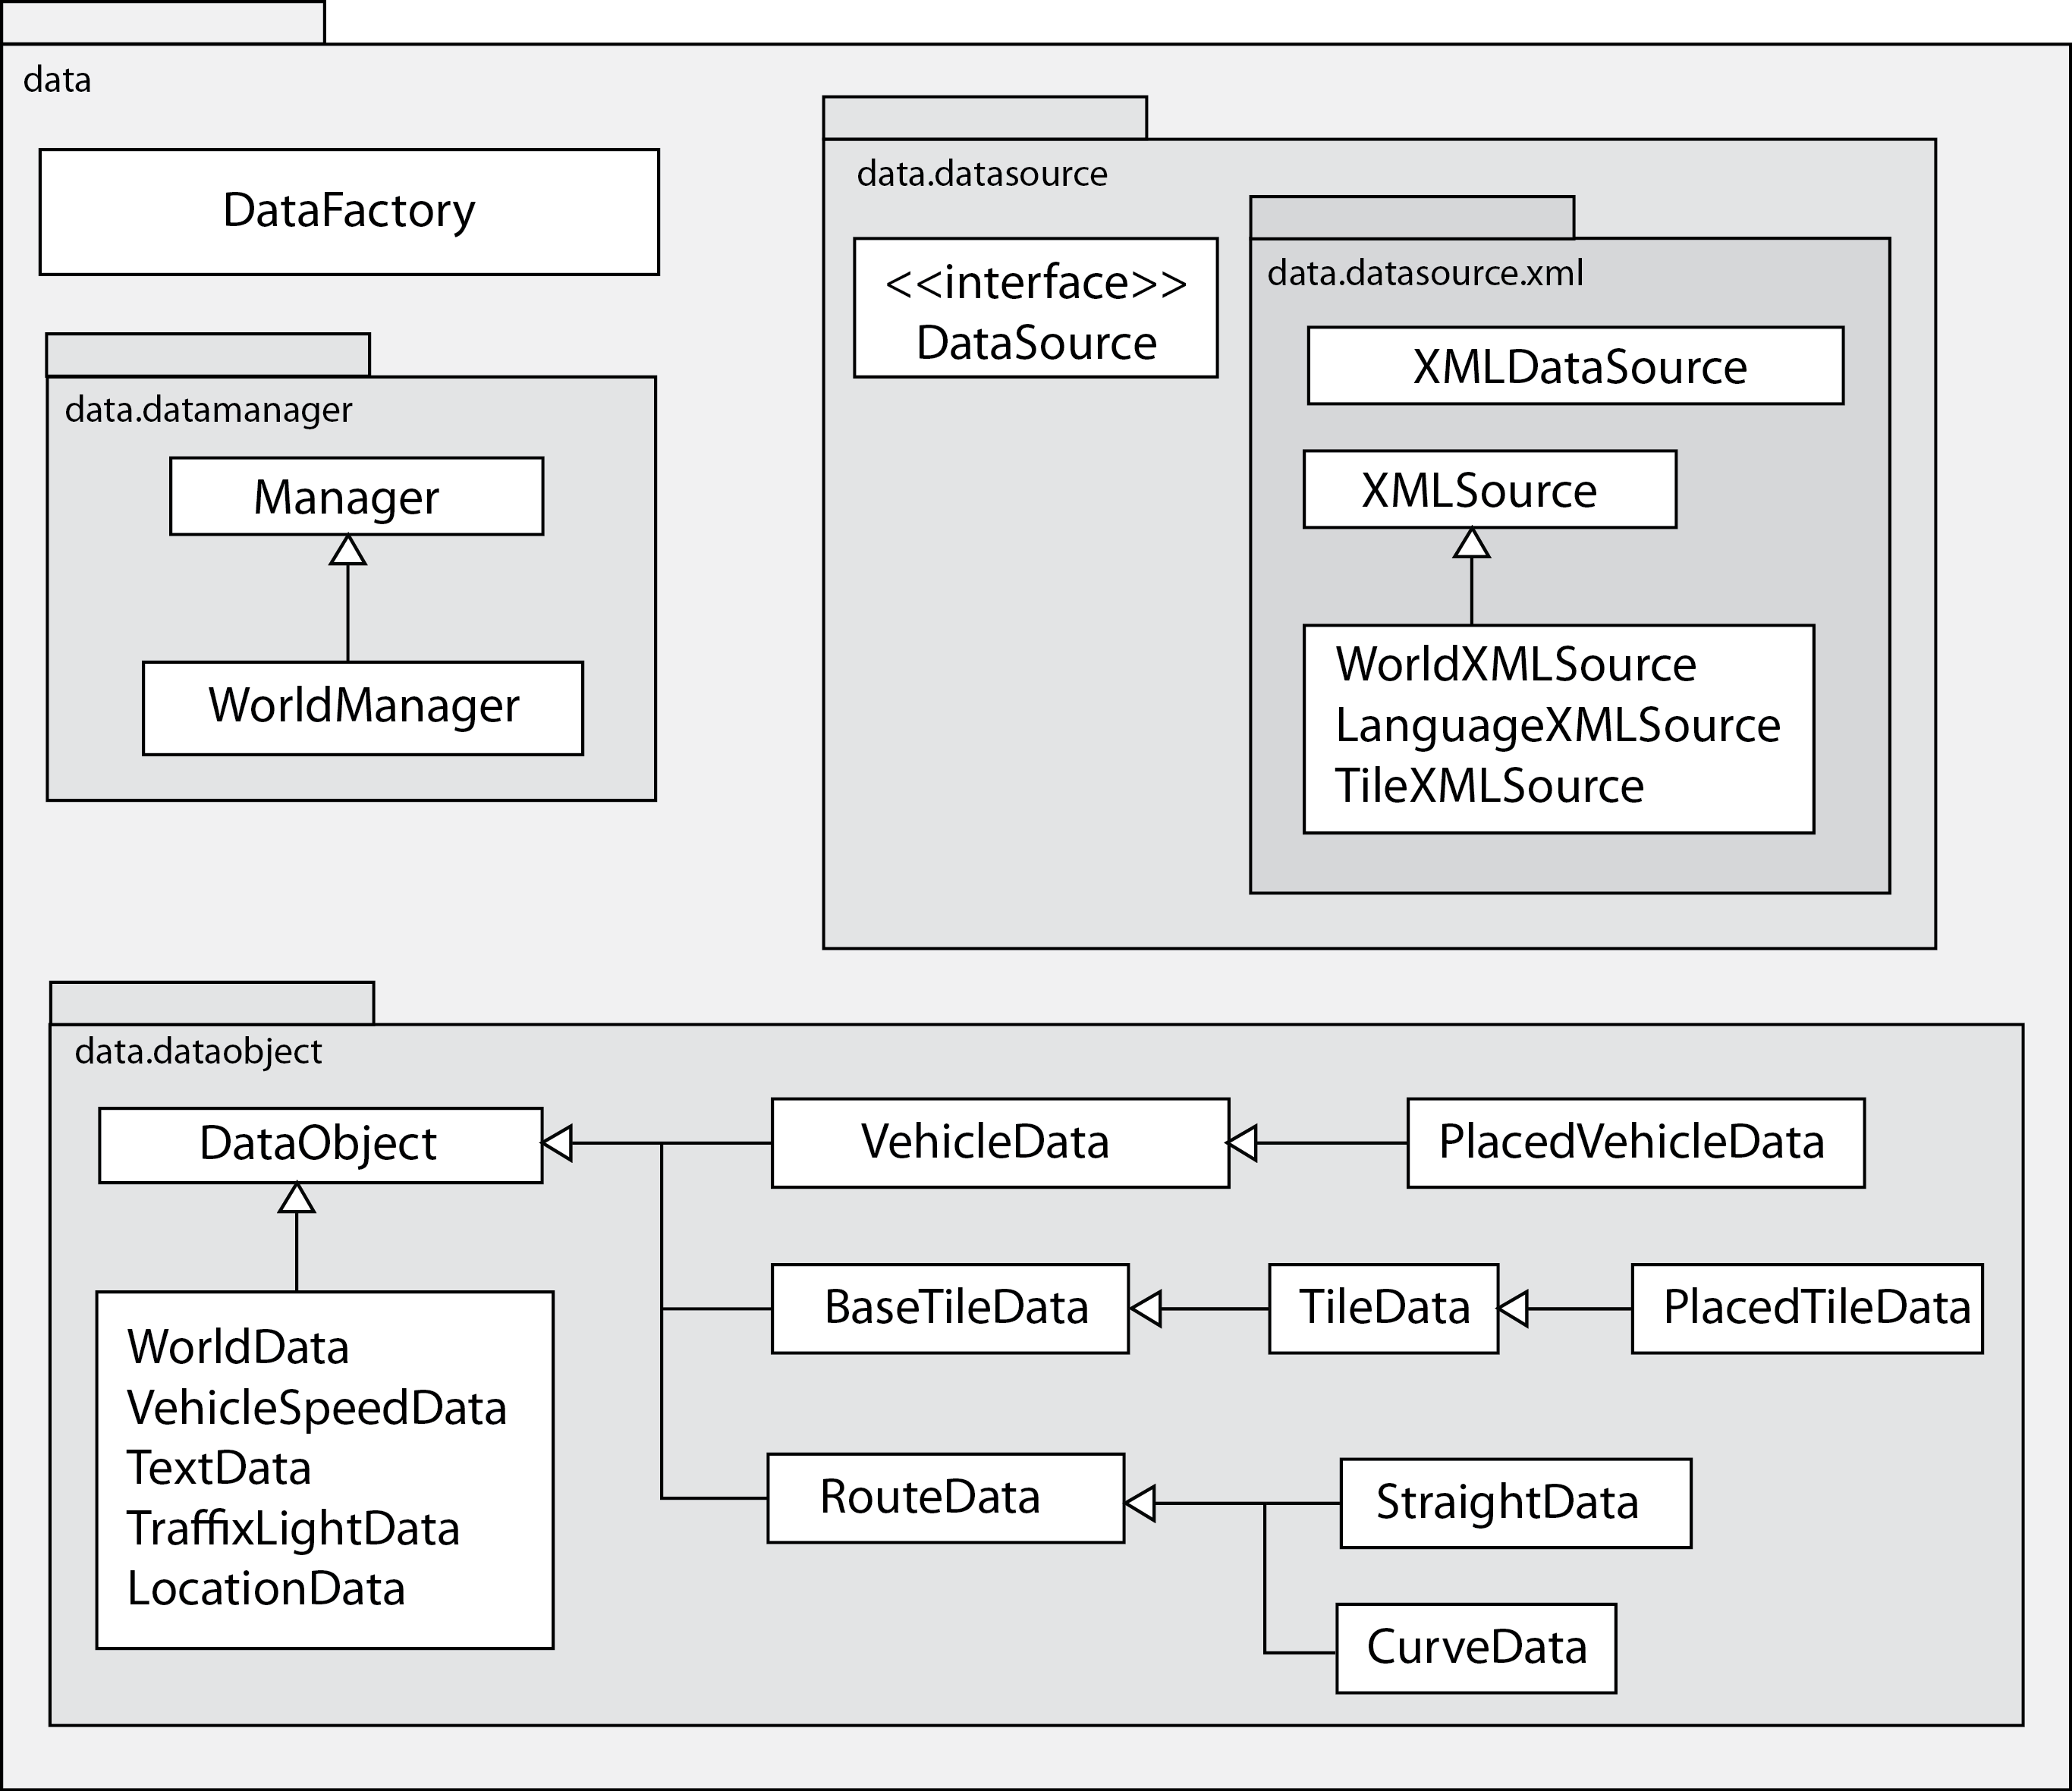 data
DataFactory
data.datamanager
Manager
WorldManager
data.datasource
<<interface>>
DataSource
data.datasource.xml
XMLDataSource
XMLSource
WorldXMLSource
LanguageXMLSource
TileXMLSource
data.dataobject
DataObject
VehicleData
PlacedVehicleData
BaseTileData
TileData
PlacedTileData
WorldData
VehicleSpeedData
TextData
TraffixLightData
LocationData
RouteData
StraightData
CurveData